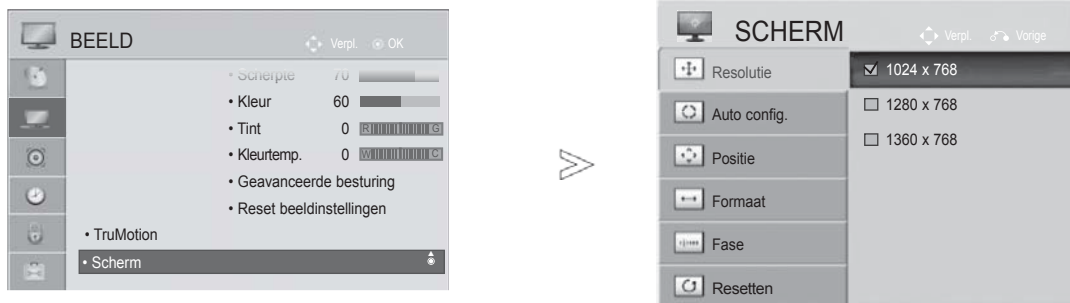 BEELD
Verpl. OK
• Scherpte 70
• Kleur 60
• Tint 0 R G
• Kleurtemp. 0 W C
• Geavanceerde besturing
• Reset beeldinstellingen
• TruMotion
• Scherm
SCHERM
Verpl. Vorige
Resolutie
Auto config.
Positie
Formaat
Fase
Resetten
1024 x 768
1280 x 768
1360 x 768